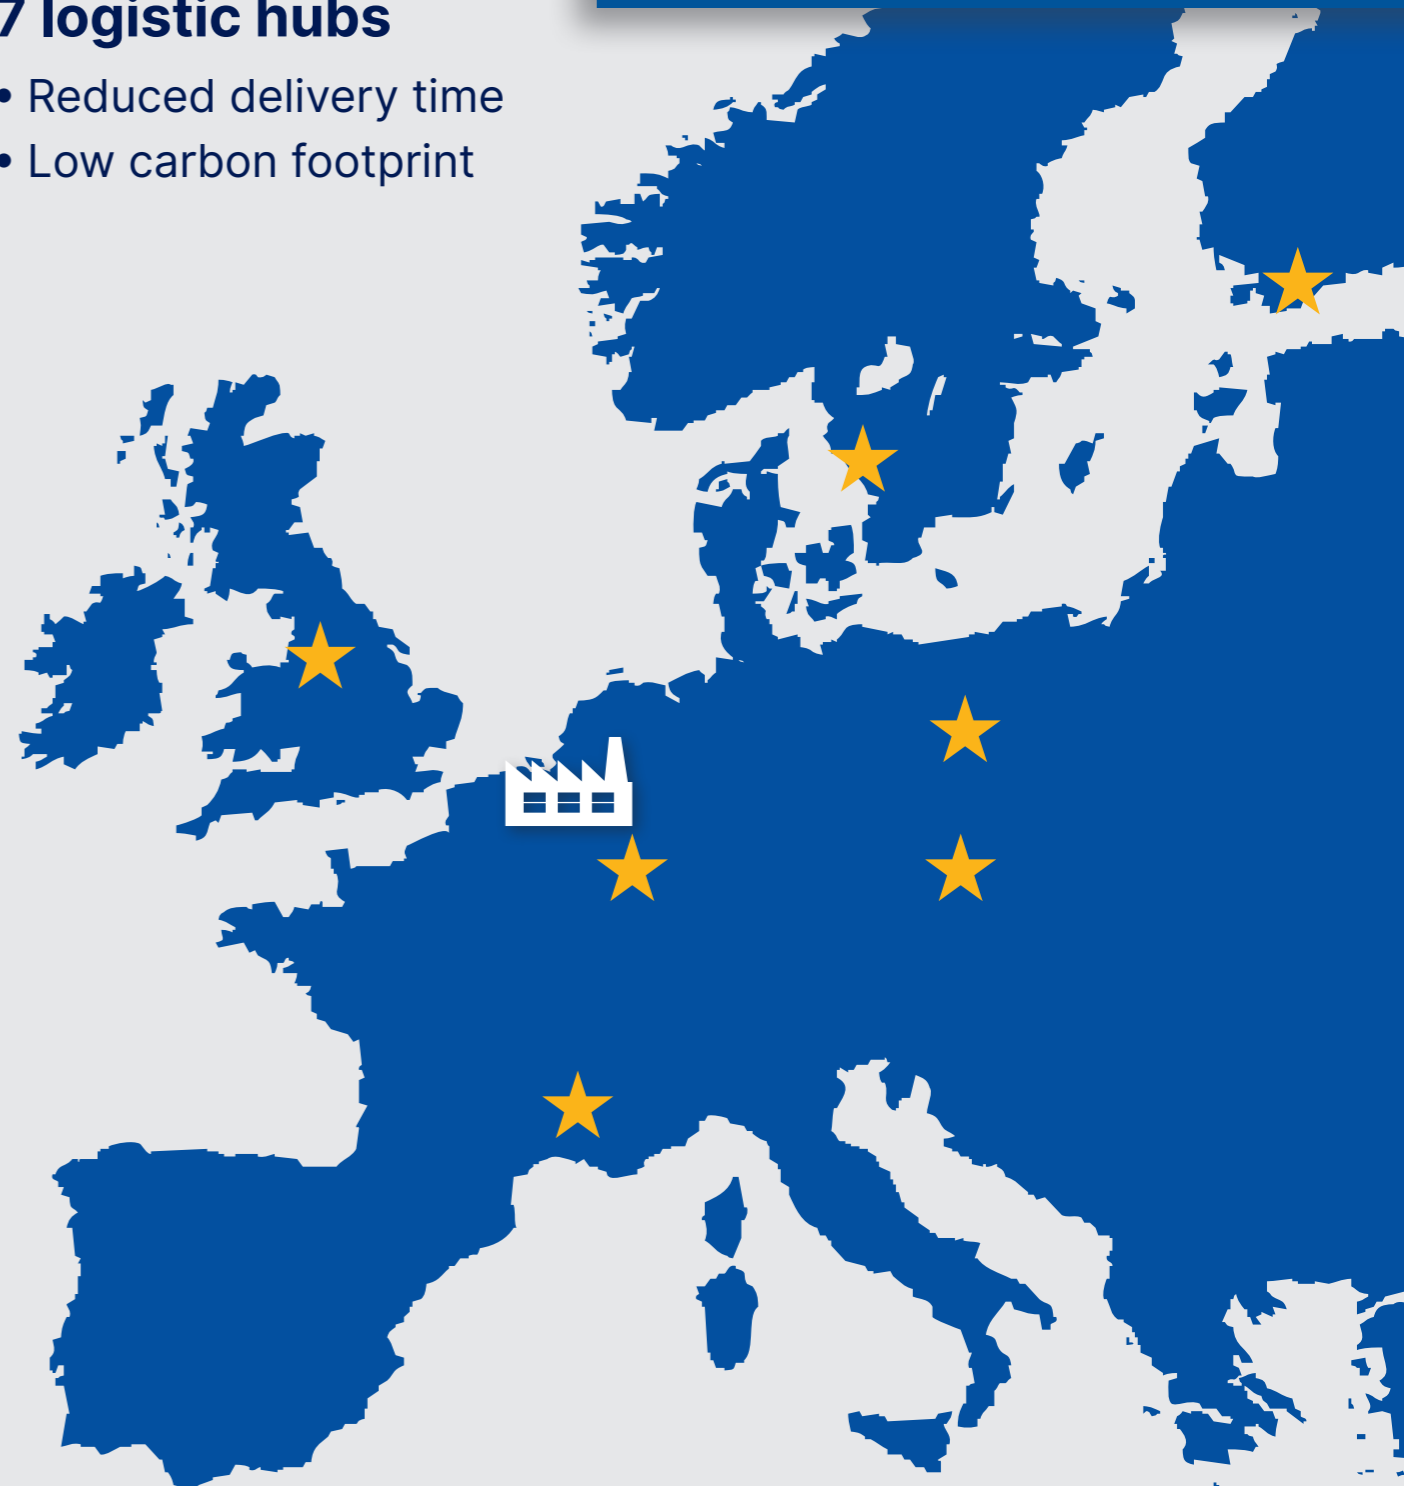 7 logistic hubs
• Reduced delivery time
• Low carbon footprint